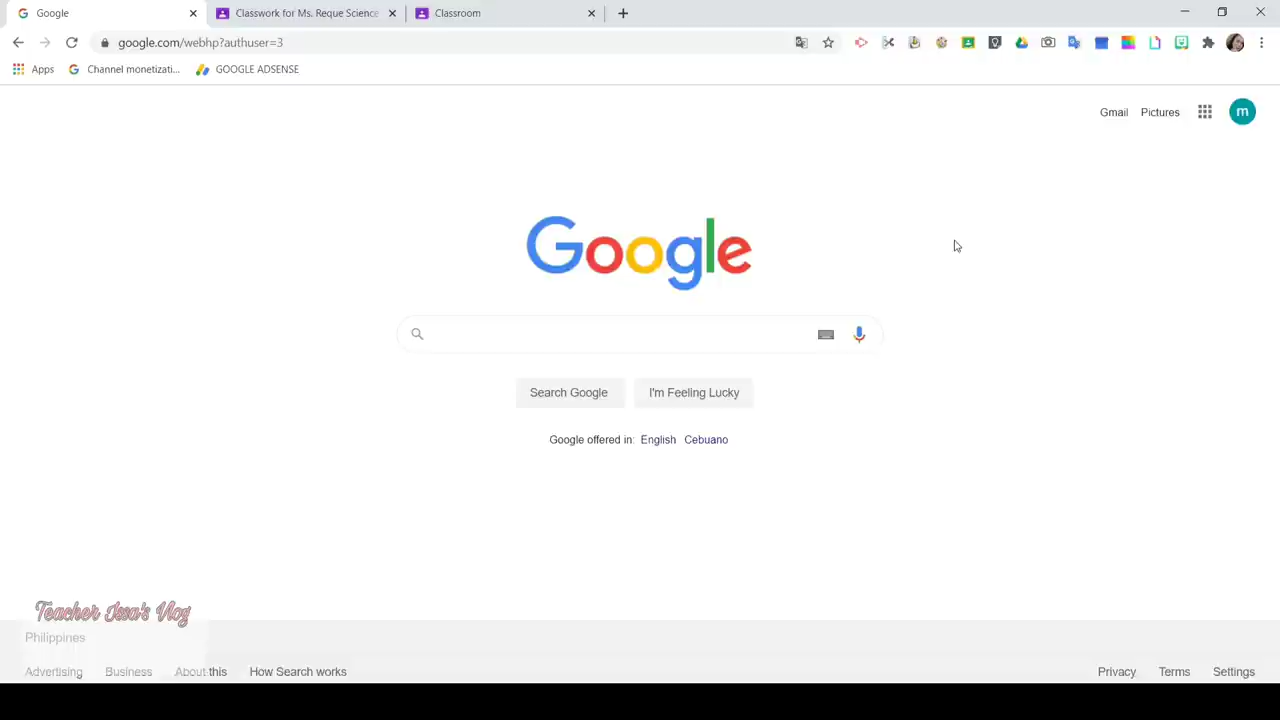 Google
Classwork for Ms. Reque Science
Classroom
google.com/webhp?authuser=3
Apps
Channel monetizati...
GOOGLE ADSENSE
Gmail
Pictures
m
Google
Search Google
I'm Feeling Lucky
Google offered in: English Cebuano
Teacher Issa's Vlog
Philippines
Advertising
Business
About this
How Search works
Privacy
Terms
Settings